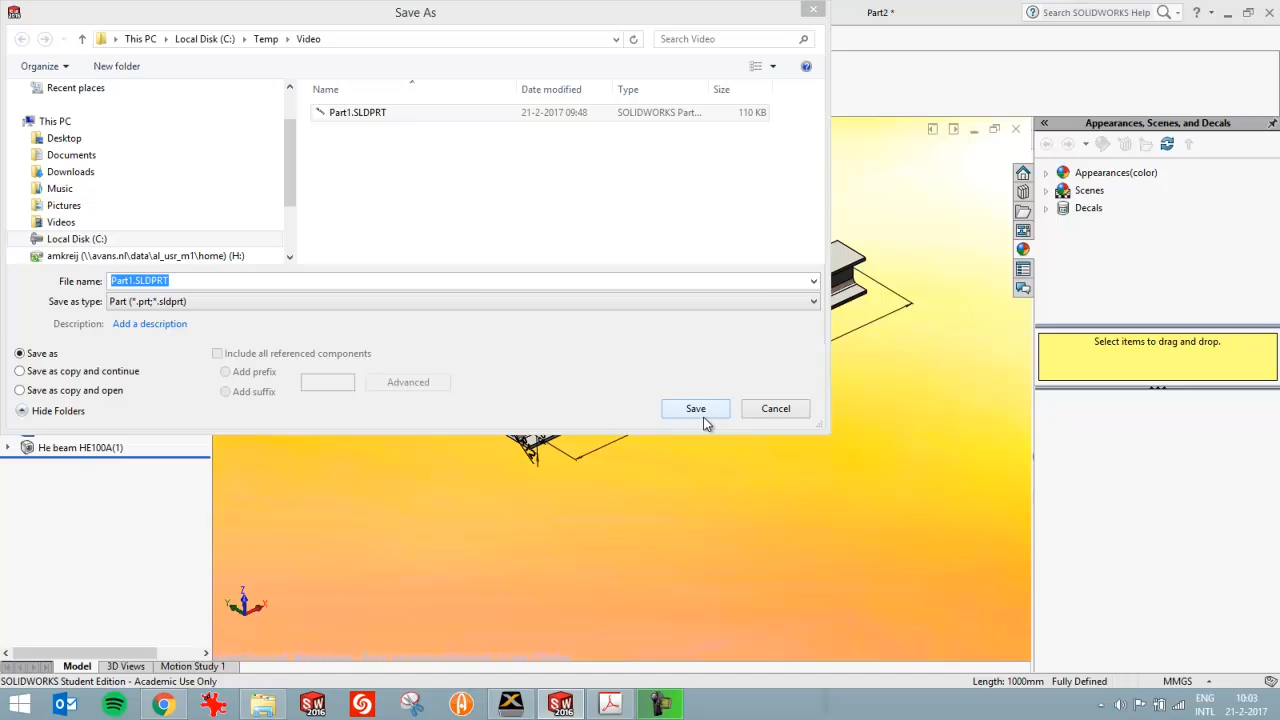 Save As
Part2 *
Search SOLIDWORKS Help
This PC
Local Disk (C:)
Temp
Video
Search Video
Organize
New folder
Recent places
This PC
Desktop
Documents
Downloads
Music
Pictures
Videos
Local Disk (C:)
amkreij (\\avans.nl\data\al_usr_m1\home) (H:)
Name
Date modified
Type
Size
Part1.SLDPRT
21-2-2017 09:48
SOLIDWORKS Part...
110 KB
File name:
Part1.SLDPRT
Save as type:
Part (*.prt;*.sldprt)
Description:
Add a description
Save as
Save as copy and continue
Save as copy and open
Include all referenced components
Add prefix
Add suffix
Advanced
Hide Folders
Save
Cancel
Appearances, Scenes, and Decals
Appearances(color)
Scenes
Decals
Select items to drag and drop.
He beam HE100A(1)
Z
Y
X
Model
3D Views
Motion Study 1
SOLIDWORKS Student Edition - Academic Use Only
Length: 1000mm
Fully Defined
MMGS
SW
2016
SW
2016
ENG
INTL
10:03
21-2-2017